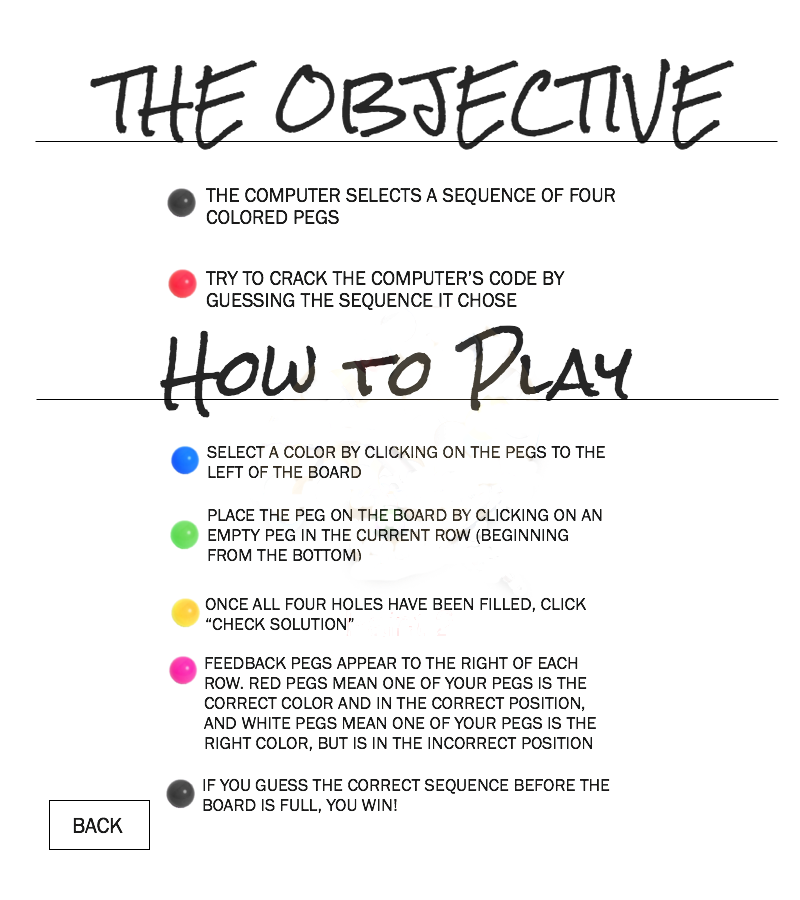 THE OBJECTIVE
THE COMPUTER SELECTS A SEQUENCE OF FOUR
COLORED PEGS
TRY TO CRACK THE COMPUTER'S CODE BY
GUESSING THE SEQUENCE IT CHOSE
HOW TO PLAY
SELECT A COLOR BY CLICKING ON THE PEGS TO THE
LEFT OF THE BOARD
PLACE THE PEG ON THE BOARD BY CLICKING ON AN
EMPTY PEG IN THE CURRENT ROW (BEGINNING
FROM THE BOTTOM)
ONCE ALL FOUR HOLES HAVE BEEN FILLED, CLICK
“CHECK SOLUTION”
FEEDBACK PEGS APPEAR TO THE RIGHT OF EACH
ROW. RED PEGS MEAN ONE OF YOUR PEGS IS THE
CORRECT COLOR AND IN THE CORRECT POSITION,
AND WHITE PEGS MEAN ONE OF YOUR PEGS IS THE
RIGHT COLOR, BUT IS IN THE INCORRECT POSITION
IF YOU GUESS THE CORRECT SEQUENCE BEFORE THE
BOARD IS FULL, YOU WIN!
BACK